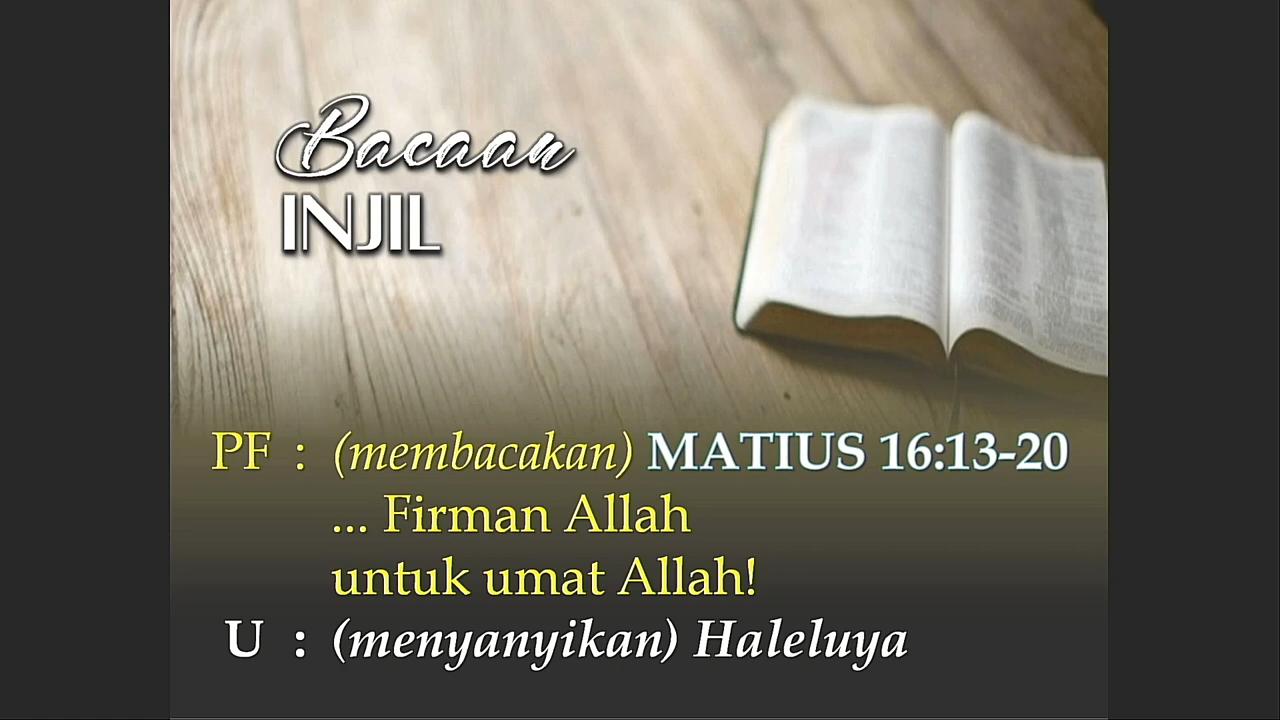 Bacaan
INJIL
PF : (membacakan) MATIUS 16:13-20
... Firman Allah
untuk umat Allah!
U : (menyanyikan) Haleluya